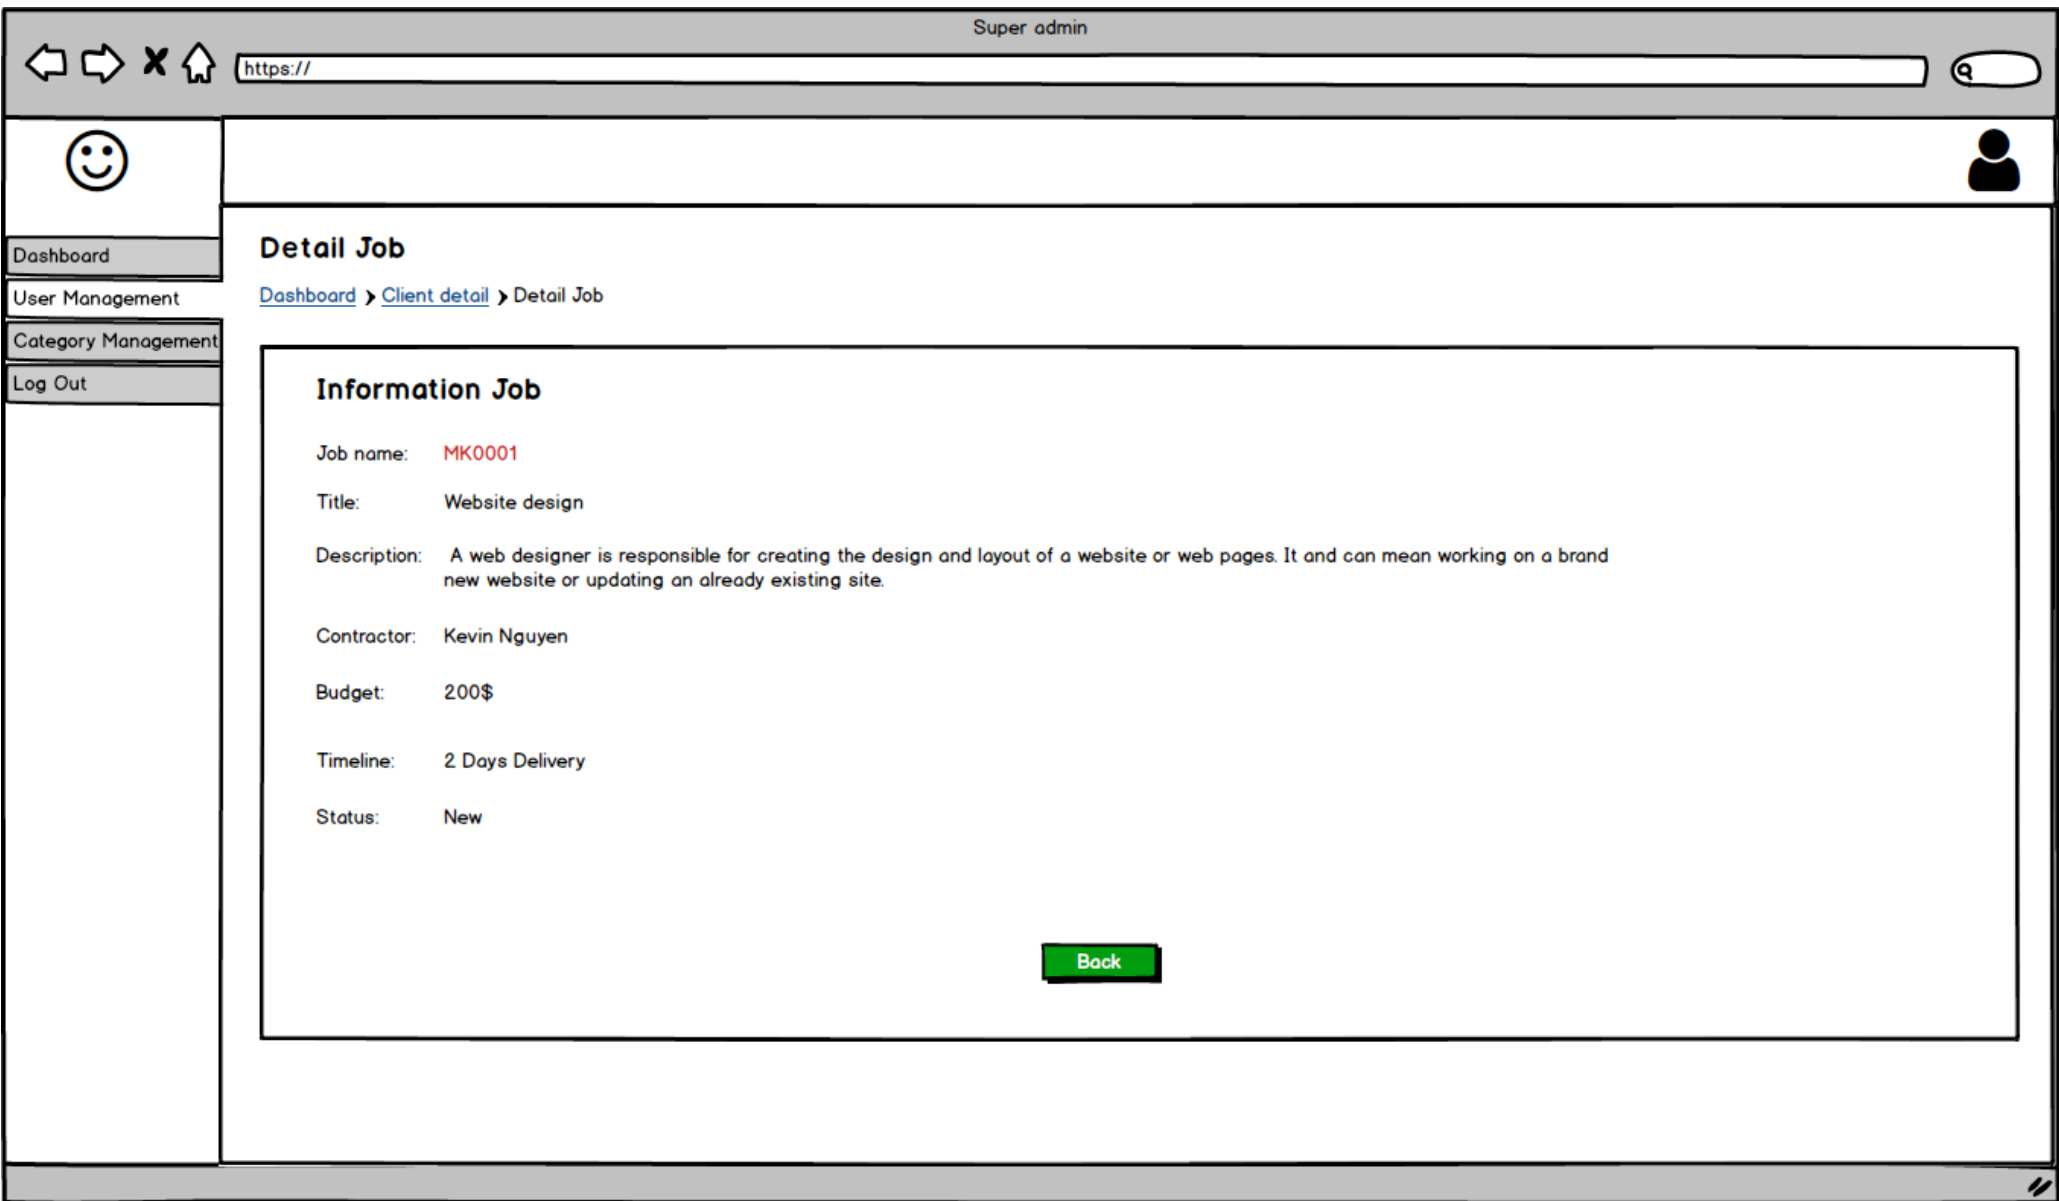 Super admin
https://
Dashboard
User Management
Category Management
Log Out
Detail Job
Dashboard ❯ Client detail ❯ Detail Job
Information Job
Job name: MK0001
Title: Website design
Description: A web designer is responsible for creating the design and layout of a website or web pages. It and can mean working on a brand
new website or updating an already existing site.
Contractor: Kevin Nguyen
Budget: 200$
Timeline: 2 Days Delivery
Status: New
Back